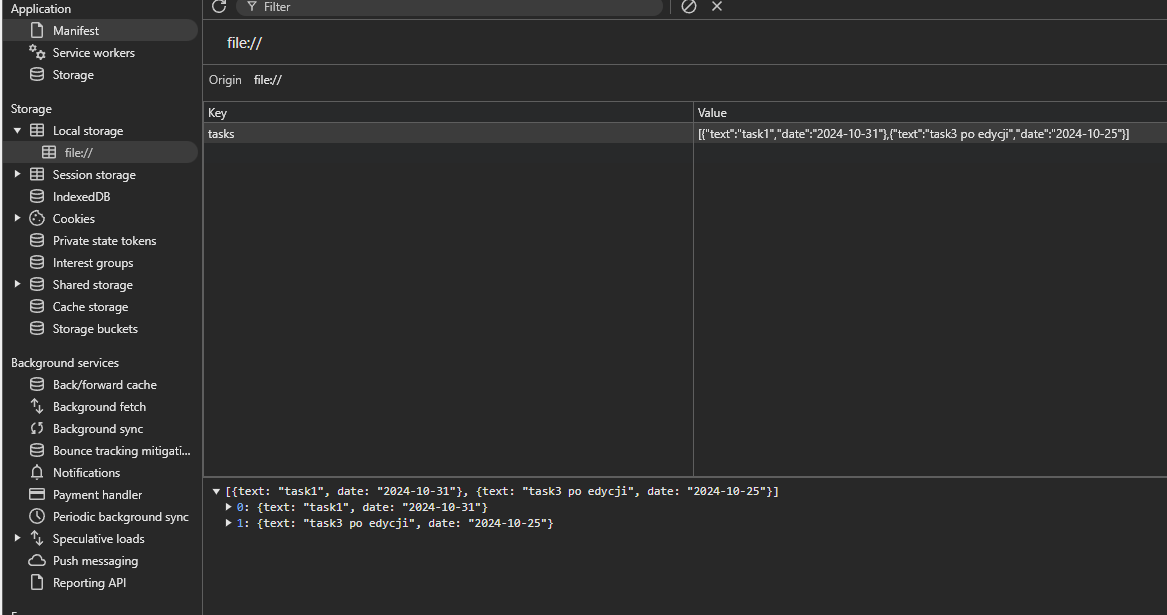 Application
Manifest
Service workers
Storage
Storage
Local storage
file://
Session storage
IndexedDB
Cookies
Private state tokens
Interest groups
Shared storage
Cache storage
Storage buckets
Background services
Back/forward cache
Background fetch
Background sync
Bounce tracking mitigati...
Notifications
Payment handler
Periodic background sync
Speculative loads
Push messaging
Reporting API
Filter
file://
Origin file://
Key Value
tasks [{"text":"task1","date":"2024-10-31"},{"text":"task3 po edycji","date":"2024-10-25"}]
[{text: "task1", date: "2024-10-31"}, {text: "task3 po edycji", date: "2024-10-25"}]
0: {text: "task1", date: "2024-10-31"}
1: {text: "task3 po edycji", date: "2024-10-25"}